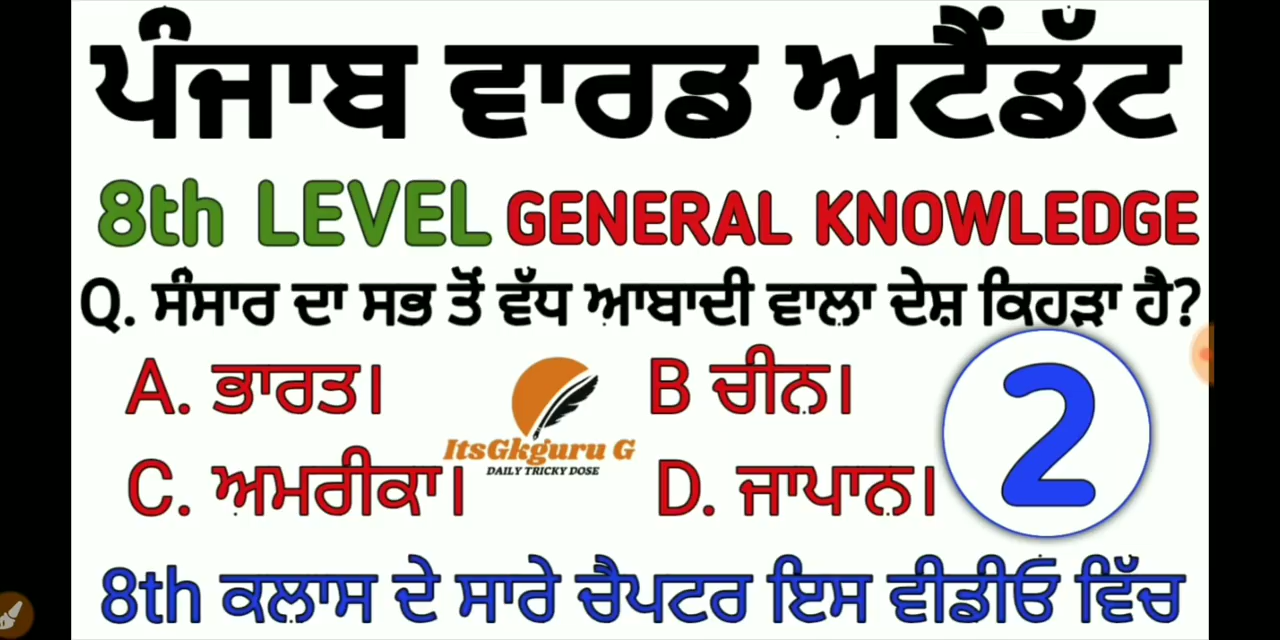 ਪੰਜਾਬ ਵਾਰਡ ਅਟੈਂਡੱਟ
8th LEVEL GENERAL KNOWLEDGE
Q. ਸੰਸਾਰ ਦਾ ਸਭ ਤੋਂ ਵੱਧ ਆਬਾਦੀ ਵਾਲਾ ਦੇਸ਼ ਕਿਹੜਾ ਹੈ?
A. ਭਾਰਤ। B ਚੀਨ।
ItsGkguru G
DAILY TRICKY DOSE
C. ਅਮਰੀਕਾ। D. ਜਾਪਾਨ।
2
8th ਕਲਾਸ ਦੇ ਸਾਰੇ ਚੈਪਟਰ ਇਸ ਵੀਡੀਓ ਵਿੱਚ